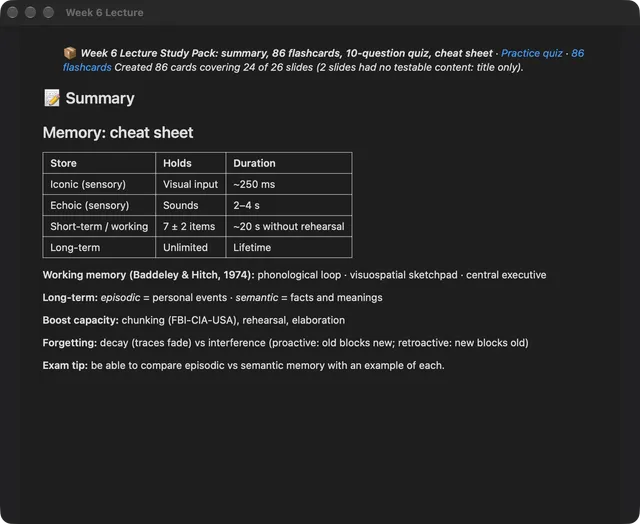 Week 6 Lecture
📦 Week 6 Lecture Study Pack: summary, 86 flashcards, 10-question quiz, cheat sheet · Practice quiz · 86
flashcards Created 86 cards covering 24 of 26 slides (2 slides had no testable content: title only).
📝 Summary
Memory: cheat sheet
Store Holds Duration
Iconic (sensory) Visual input ~250 ms
Echoic (sensory) Sounds 2–4 s
Short-term / working 7 ± 2 items ~20 s without rehearsal
Long-term Unlimited Lifetime
Working memory (Baddeley & Hitch, 1974): phonological loop · visuospatial sketchpad · central executive
Long-term: episodic = personal events · semantic = facts and meanings
Boost capacity: chunking (FBI-CIA-USA), rehearsal, elaboration
Forgetting: decay (traces fade) vs interference (proactive: old blocks new; retroactive: new blocks old)
Exam tip: be able to compare episodic vs semantic memory with an example of each.